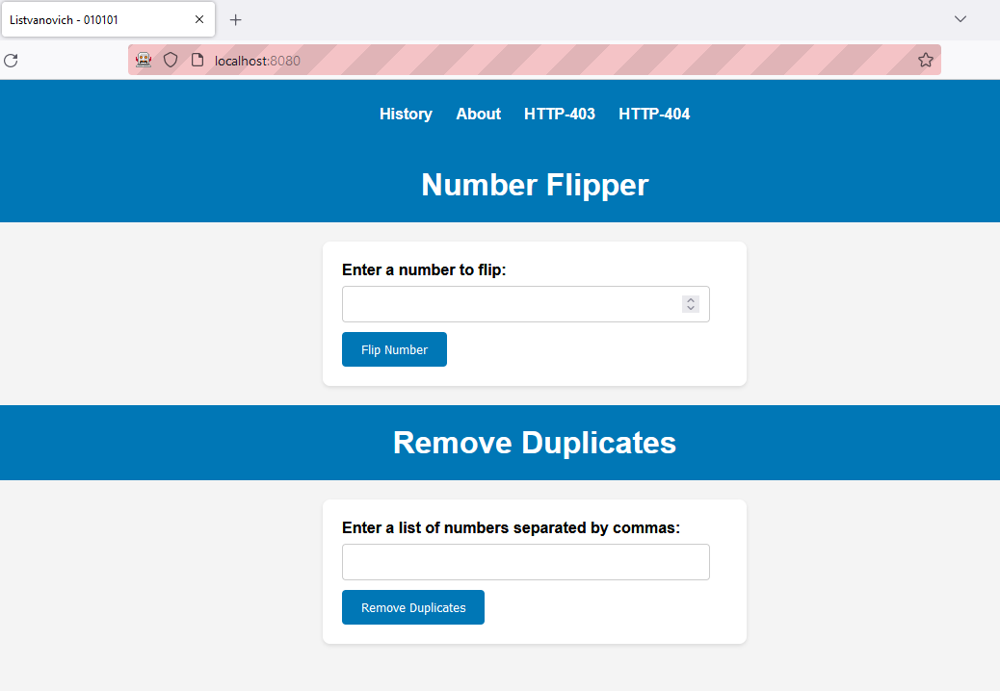 Listvanovich - 010101
localhost:8080
History About HTTP-403 HTTP-404
Number Flipper
Enter a number to flip:
Flip Number
Remove Duplicates
Enter a list of numbers separated by commas:
Remove Duplicates